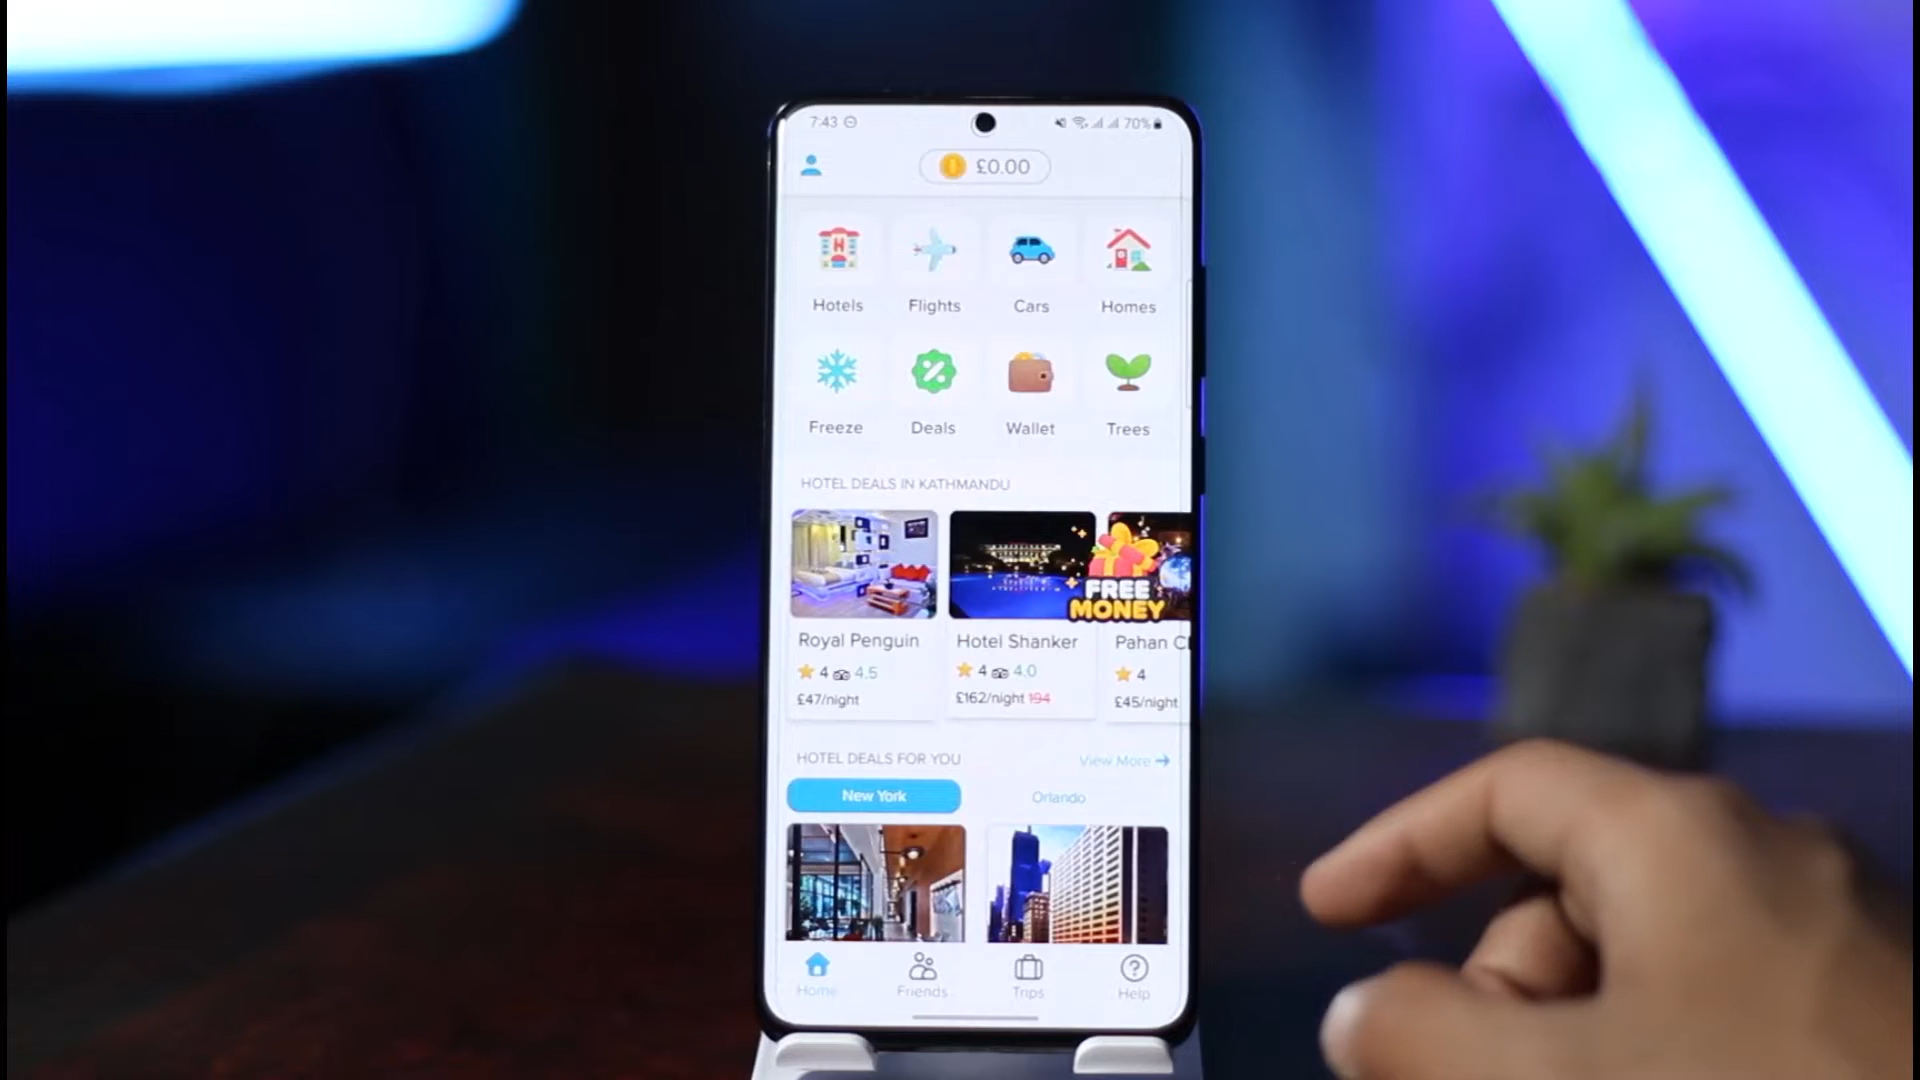 7:43
70%
£0.00
Hotels
Flights
Cars
Homes
H
Freeze
Deals
Wallet
Trees
HOTEL DEALS IN KATHMANDU
FREE
MONEY
Royal Penguin
Hotel Shanker
Pahan C
4 4.5
4 4.0
4
£47/night
£162/night 194
£45/night
HOTEL DEALS FOR YOU
View More →
New York
Orlando
Home
Friends
Trips
Help